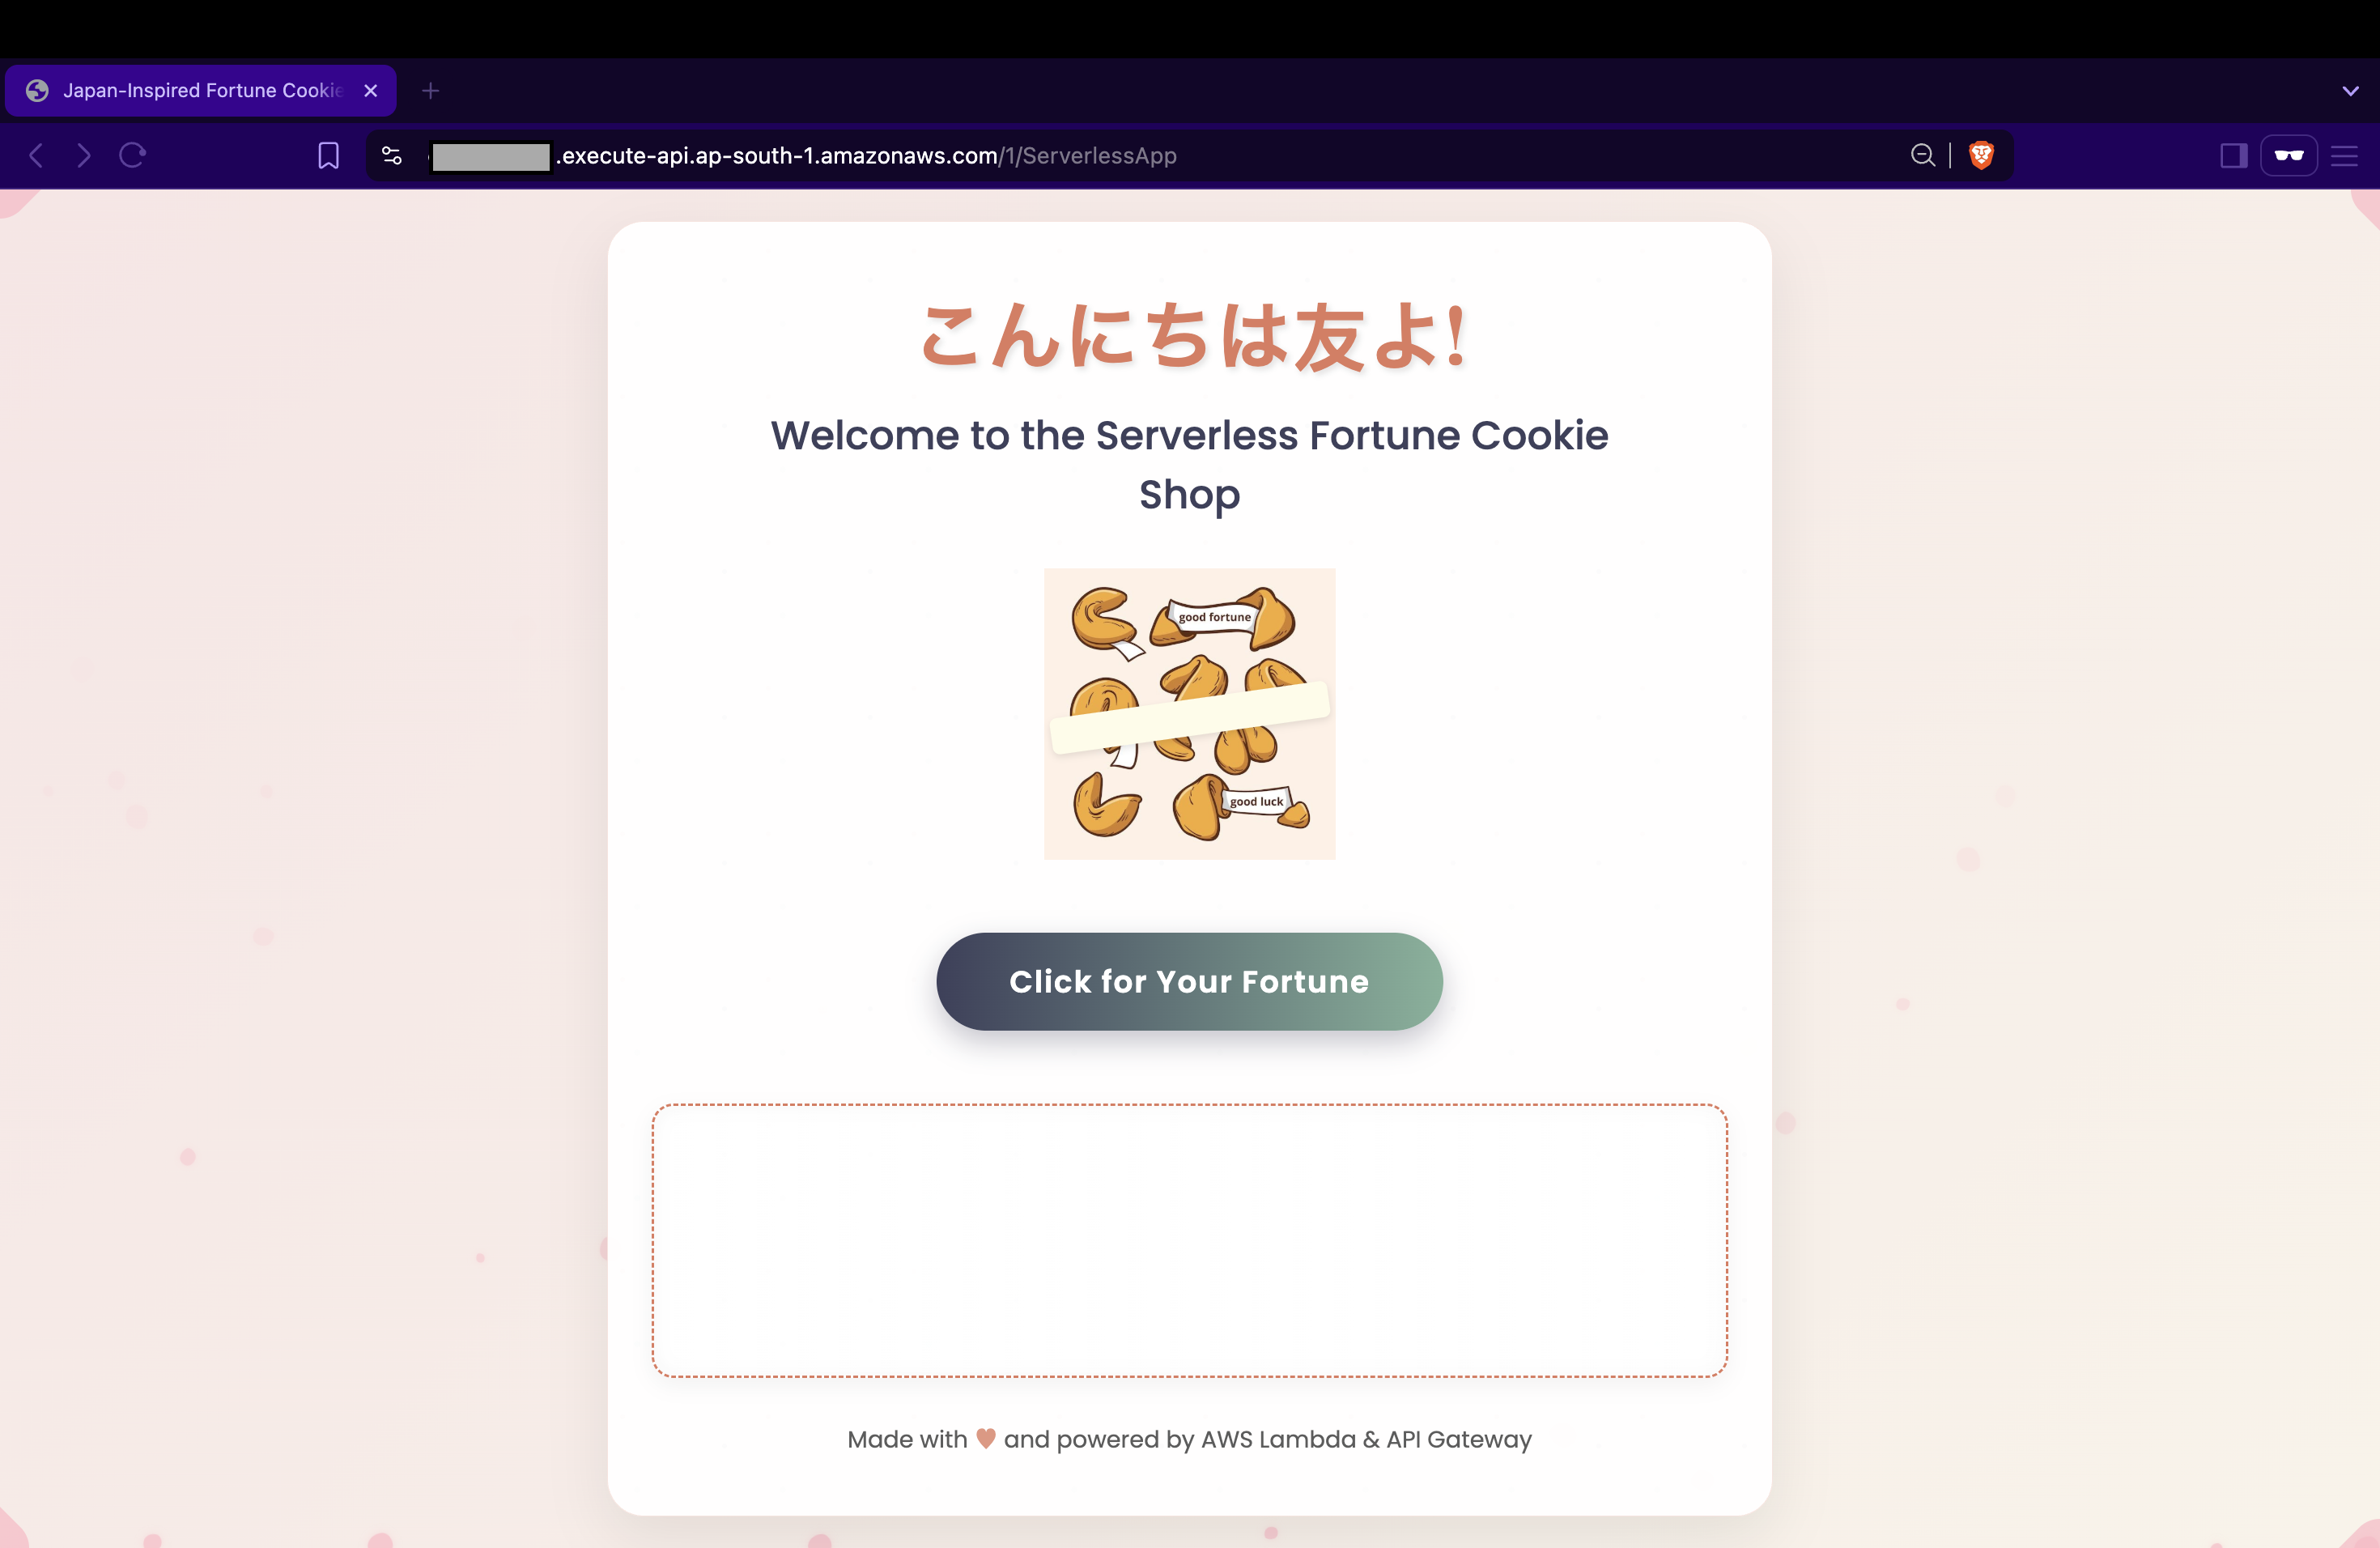 Japan-Inspired Fortune Cookie
.execute-api.ap-south-1.amazonaws.com/1/ServerlessApp
こんにちは友よ!
Welcome to the Serverless Fortune Cookie
Shop
good fortune
good luck
Click for Your Fortune
Made with ♥ and powered by AWS Lambda & API Gateway